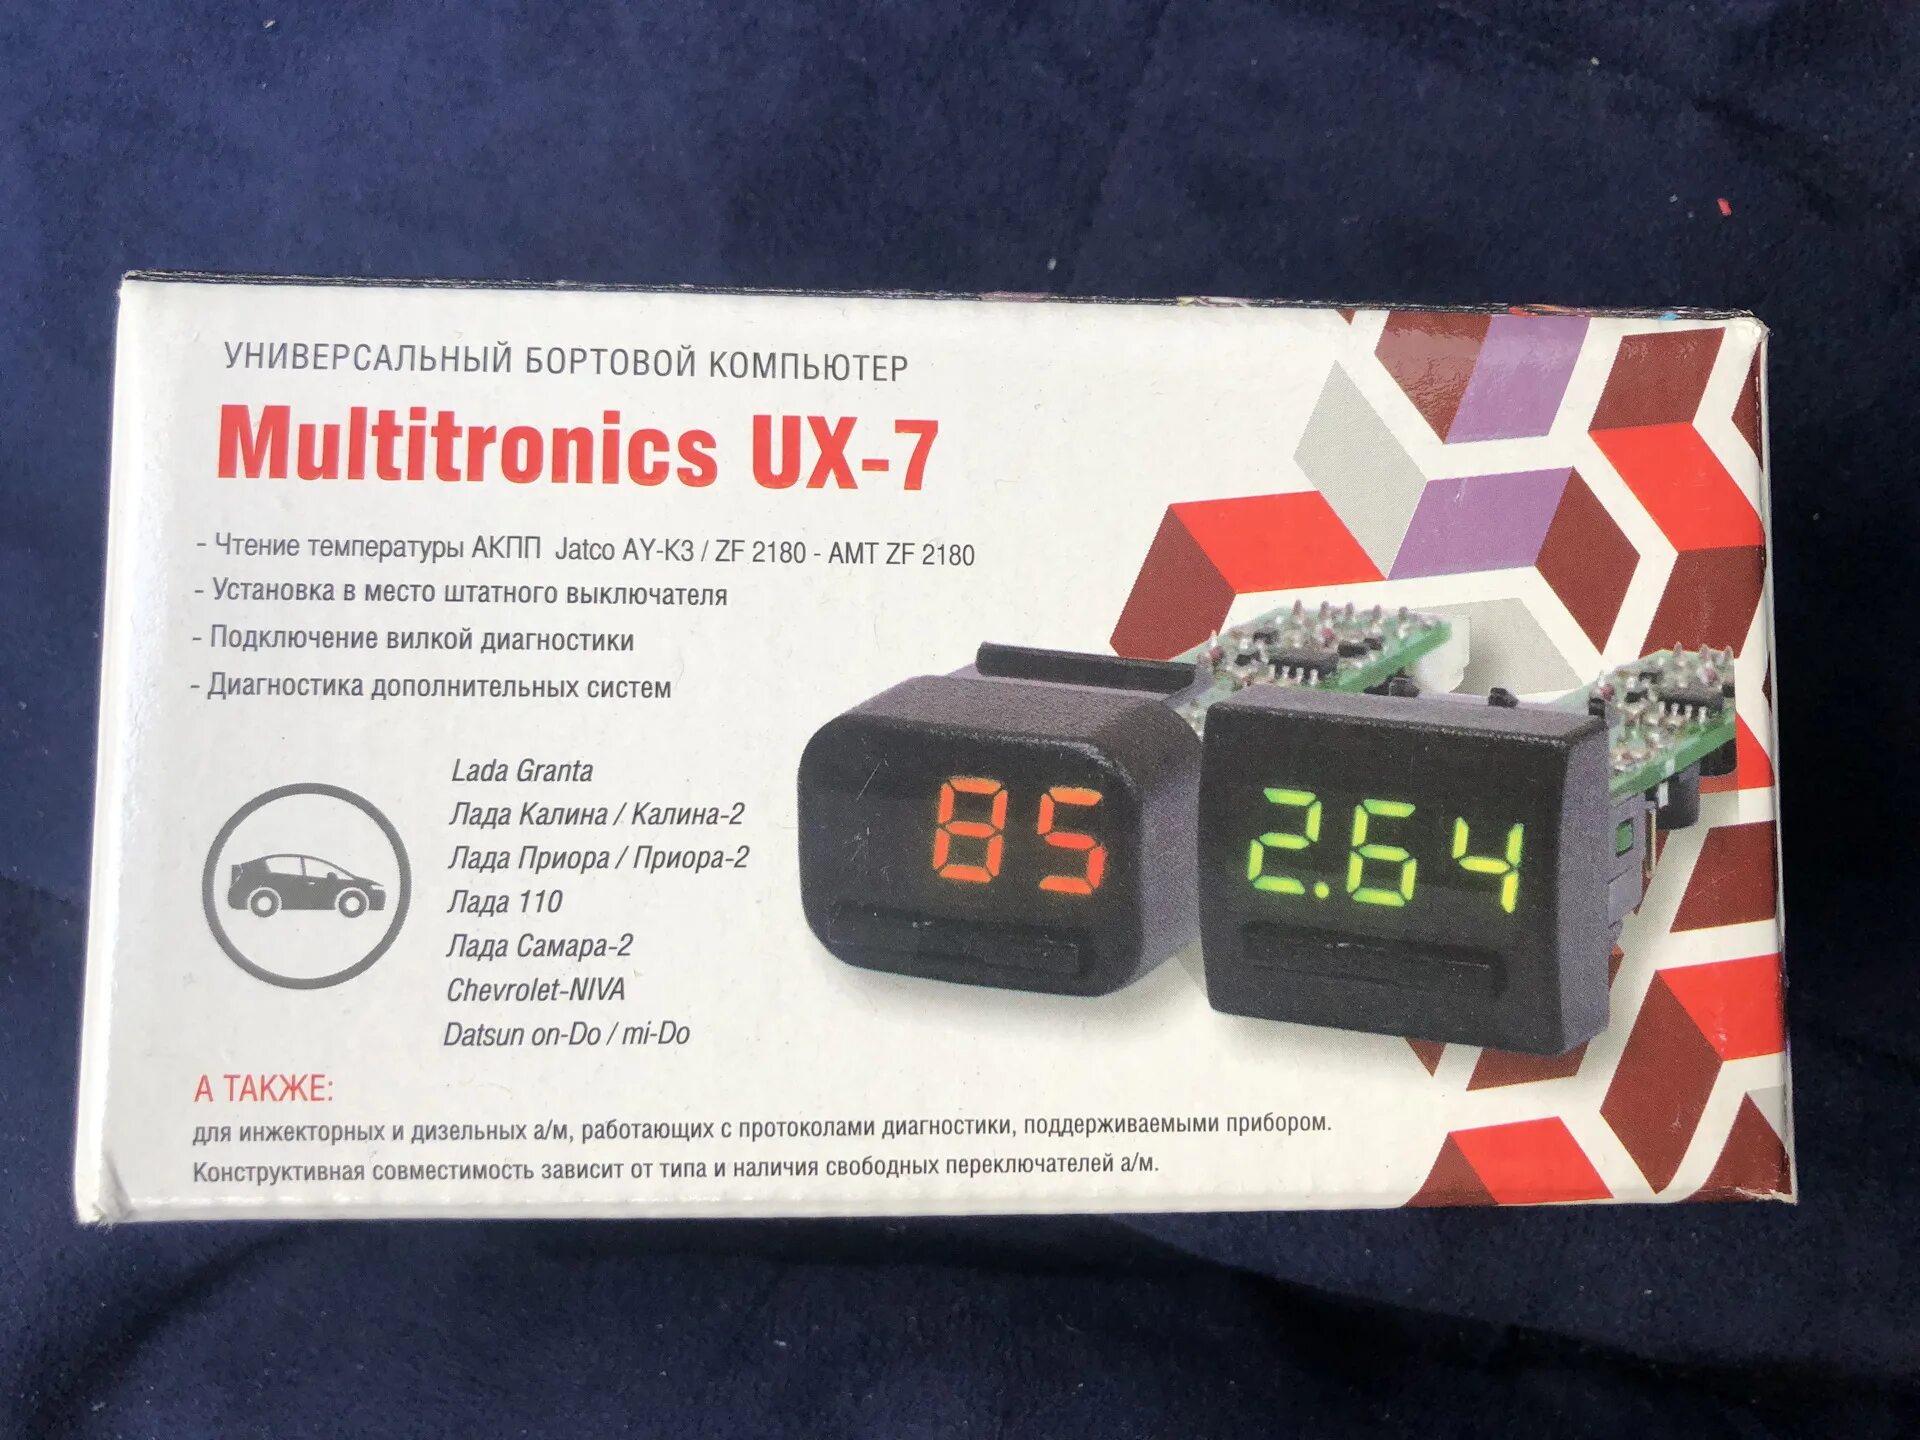 УНИВЕРСАЛЬНЫЙ БОРТОВОЙ КОМПЬЮТЕР
Multitronics UX-7
- Чтение температуры АКПП Jatco AY-K3 / ZF 2180 - AMT ZF 2180
- Установка в место штатного выключателя
- Подключение вилкой диагностики
- Диагностика дополнительных систем
Lada Granta
Лада Калина / Калина-2
Лада Приора / Приора-2
Лада 110
Лада Самара-2
Chevrolet-NIVA
Datsun on-Do / mi-Do
85
2.64
А ТАКЖЕ:
для инжекторных и дизельных а/м, работающих с протоколами диагностики, поддерживаемыми прибором.
Конструктивная совместимость зависит от типа и наличия свободных переключателей а/м.